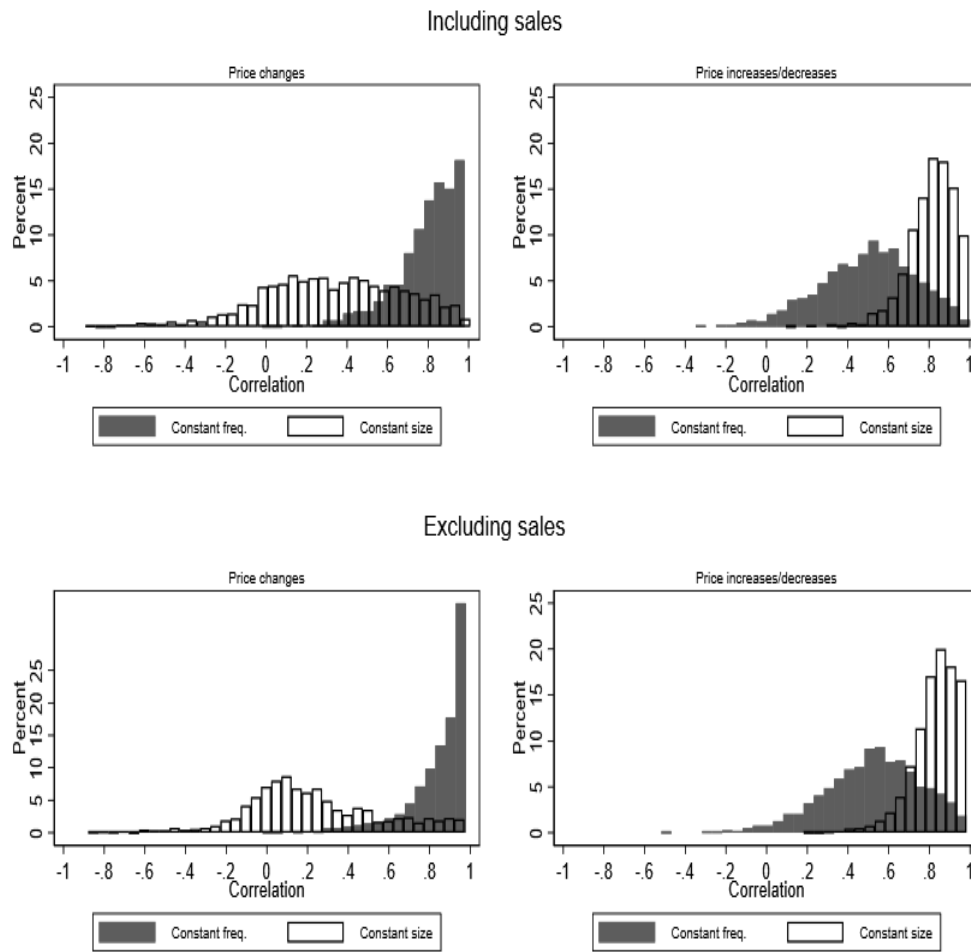 Including sales
Price changes
Price increases/decreases
Percent
0 5 10 15 20 25
-1 -.8 -.6 -.4 -.2 0 .2 .4 .6 .8 1
Correlation
Constant freq. Constant size
Percent
0 5 10 15 20 25
-1 -.8 -.6 -.4 -.2 0 .2 .4 .6 .8 1
Correlation
Constant freq. Constant size
Excluding sales
Price changes
Price increases/decreases
Percent
0 5 10 15 20 25
-1 -.8 -.6 -.4 -.2 0 .2 .4 .6 .8 1
Correlation
Constant freq. Constant size
Percent
0 5 10 15 20 25
-1 -.8 -.6 -.4 -.2 0 .2 .4 .6 .8 1
Correlation
Constant freq. Constant size